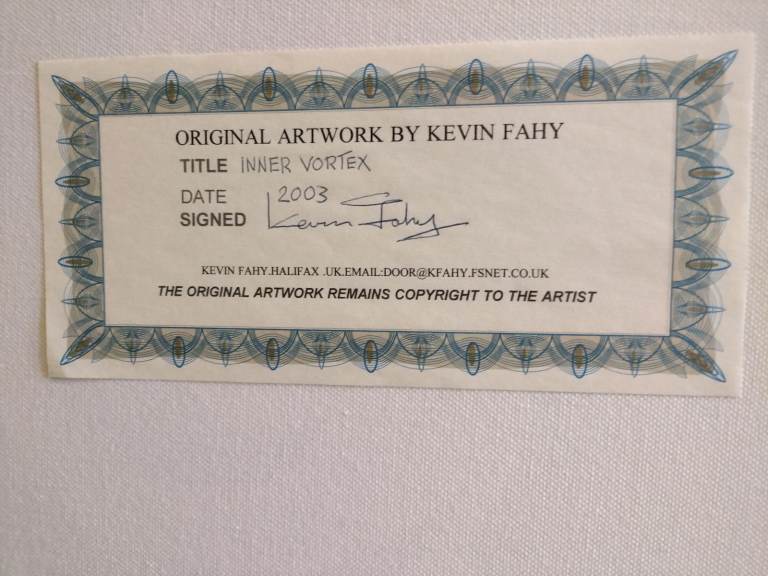 ORIGINAL ARTWORK BY KEVIN FAHY
TITLE INNER VORTEX
DATE 2003
SIGNED Kevin Fahy
KEVIN FAHY.HALIFAX .UK.EMAIL:DOOR@KFAHY.FSNET.CO.UK
THE ORIGINAL ARTWORK REMAINS COPYRIGHT TO THE ARTIST